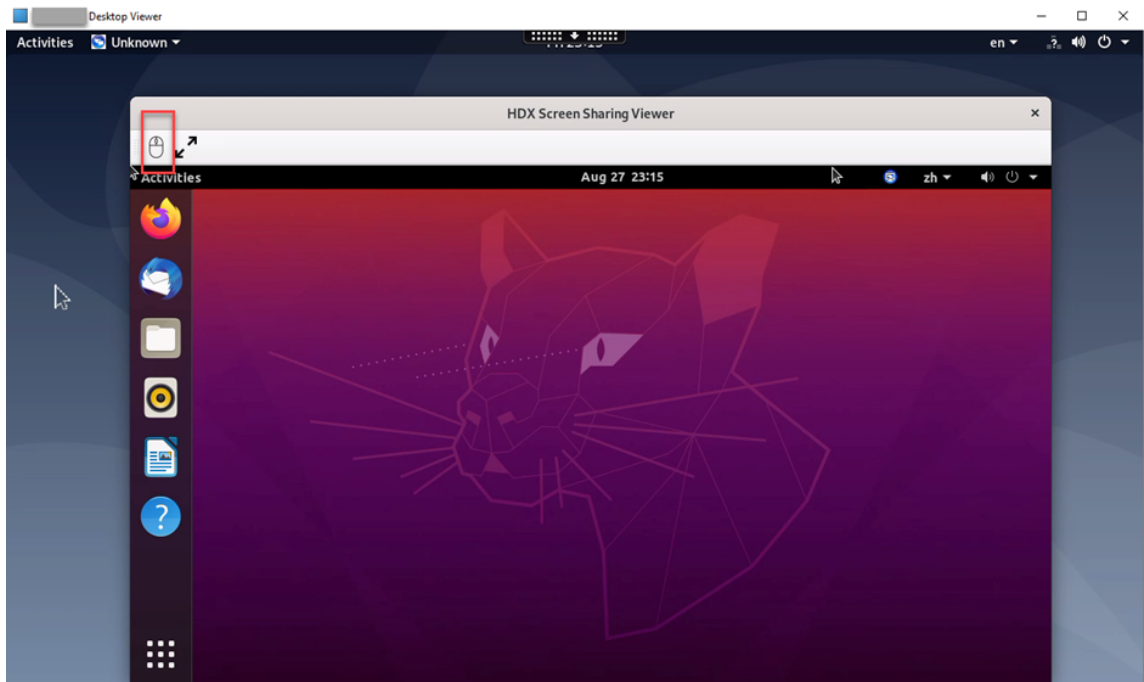 Desktop Viewer
Activities Unknown en
HDX Screen Sharing Viewer
Activities Aug 27 23:15 zh